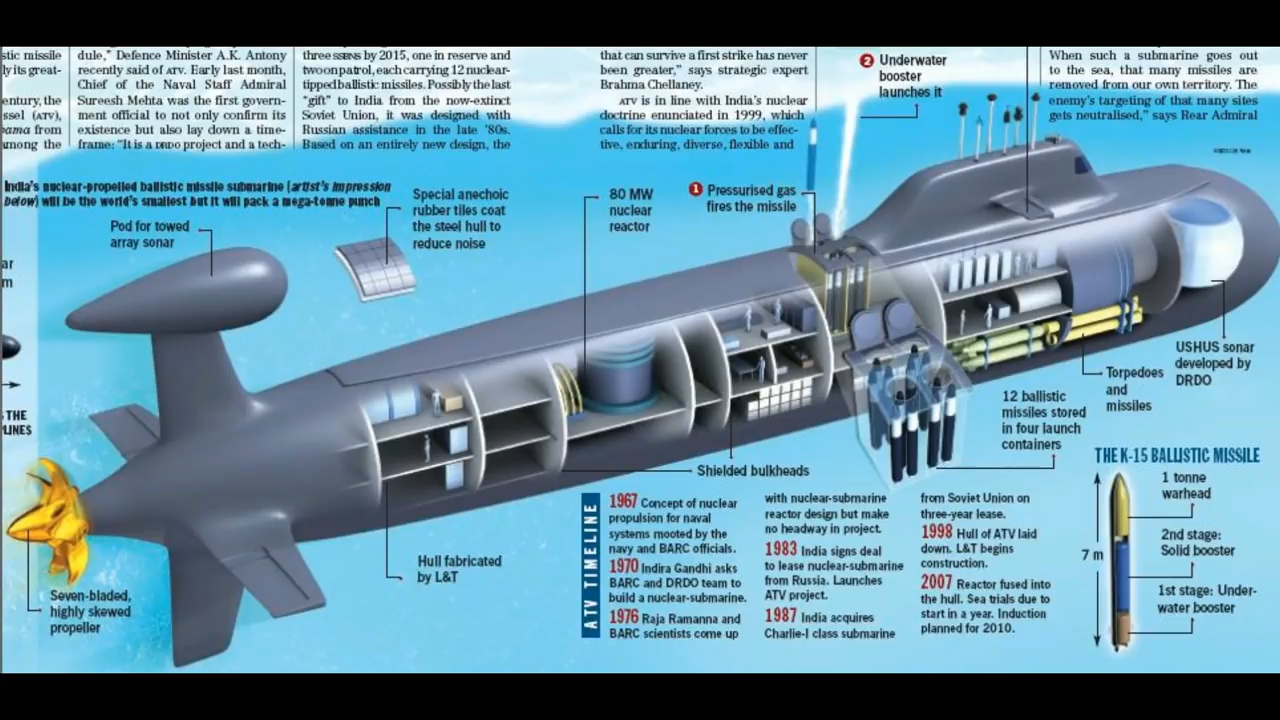 stic missile
ly its great-
entury, the
ssel (ATV),
bama from
among the
dule," Defence Minister A.K. Antony
recently said of ATV. Early last month,
Chief of the Naval Staff Admiral
Sureesh Mehta was the first govern-
ment official to not only confirm its
existence but also lay down a time-
frame: "It is a DRDO project and a tech-
three SSBNs by 2015, one in reserve and
two on patrol, each carrying 12 nuclear-
tipped ballistic missiles. Possibly the last
"gift" to India from the now-extinct
Soviet Union, it was designed with
Russian assistance in the late '80s.
Based on an entirely new design, the
that can survive a first strike has never
been greater," says strategic expert
Brahma Chellaney.
ATV is in line with India's nuclear
doctrine enunciated in 1999, which
calls for its nuclear forces to be effec-
tive, enduring, diverse, flexible and
2 Underwater
booster
launches it
When such a submarine goes out
to the sea, that many missiles are
removed from our own territory. The
enemy's targeting of that many sites
gets neutralised," says Rear Admiral
India's nuclear-propelled ballistic missile submarine (artist's impression
below) will be the world's smallest but it will pack a mega-tonne punch
Pod for towed
array sonar
Special anechoic
rubber tiles coat
the steel hull to
reduce noise
80 MW
nuclear
reactor
1 Pressurised gas
fires the missile
ar
m
THE
LINES
USHUS sonar
developed by
DRDO
Torpedoes
and
missiles
12 ballistic
missiles stored
in four launch
containers
Shielded bulkheads
Hull fabricated
by L&T
Seven-bladed,
highly skewed
propeller
ATV TIMELINE
1967 Concept of nuclear
propulsion for naval
systems mooted by the
navy and BARC officials.
1970 Indira Gandhi asks
BARC and DRDO team to
build a nuclear-submarine.
1976 Raja Ramanna and
BARC scientists come up
with nuclear-submarine
reactor design but make
no headway in project.
1983 India signs deal
to lease nuclear-submarine
from Russia. Launches
ATV project.
1987 India acquires
Charlie-I class submarine
from Soviet Union on
three-year lease.
1998 Hull of ATV laid
down. L&T begins
construction.
2007 Reactor fused into
the hull. Sea trials due to
start in a year. Induction
planned for 2010.
THE K-15 BALLISTIC MISSILE
1 tonne
warhead
7 m
2nd stage:
Solid booster
1st stage: Under-
water booster